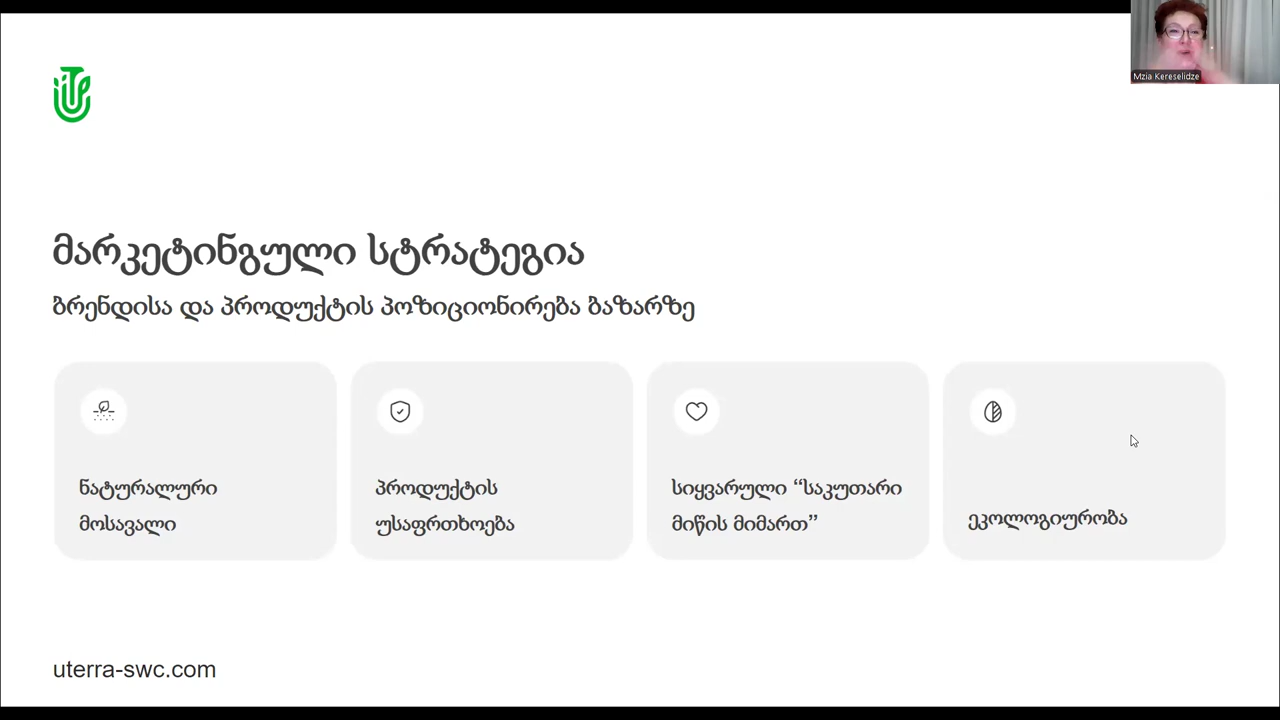 Mzia Kereselidze
მარკეტინგული სტრატეგია
ბრენდისა და პროდუქტის პოზიციონირება ბაზარზე
ნატურალური
მოსავალი
პროდუქტის
უსაფრთხოება
სიყვარული “საკუთარი
მიწის მიმართ”
ეკოლოგიურობა
uterra-swc.com